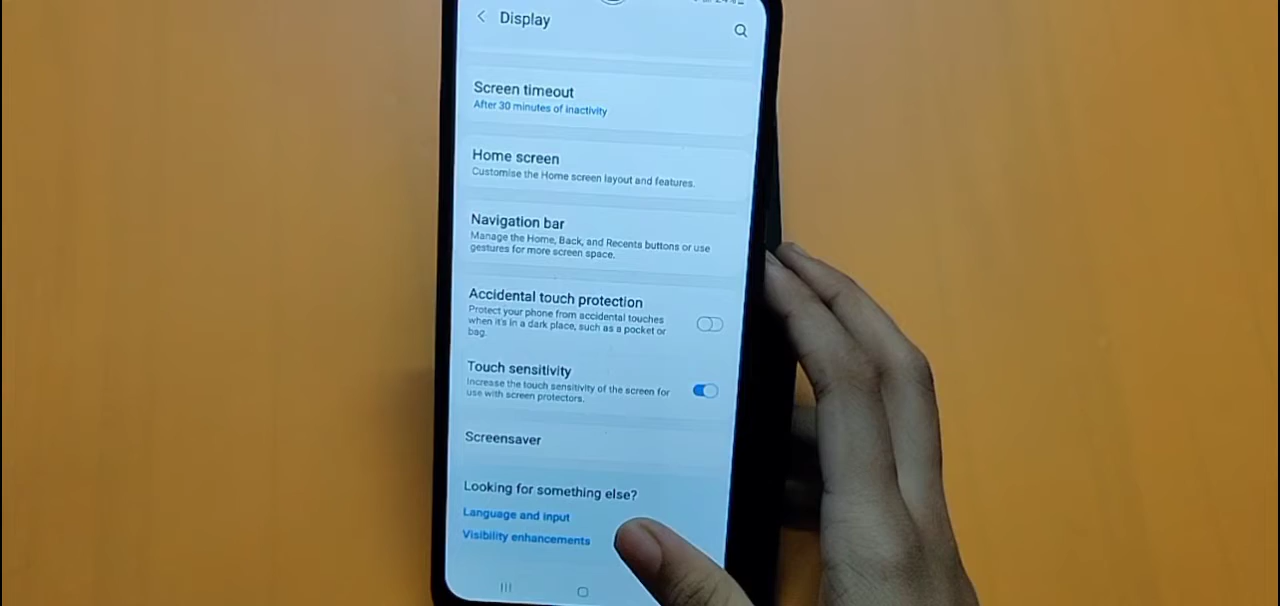 Display
Screen timeout
After 30 minutes of inactivity
Home screen
Customise the Home screen layout and features.
Navigation bar
Manage the Home, Back, and Recents buttons or use
gestures for more screen space.
Accidental touch protection
Protect your phone from accidental touches
when it's in a dark place, such as a pocket or
bag.
Touch sensitivity
Increase the touch sensitivity of the screen for
use with screen protectors.
Screensaver
Looking for something else?
Language and input
Visibility enhancements